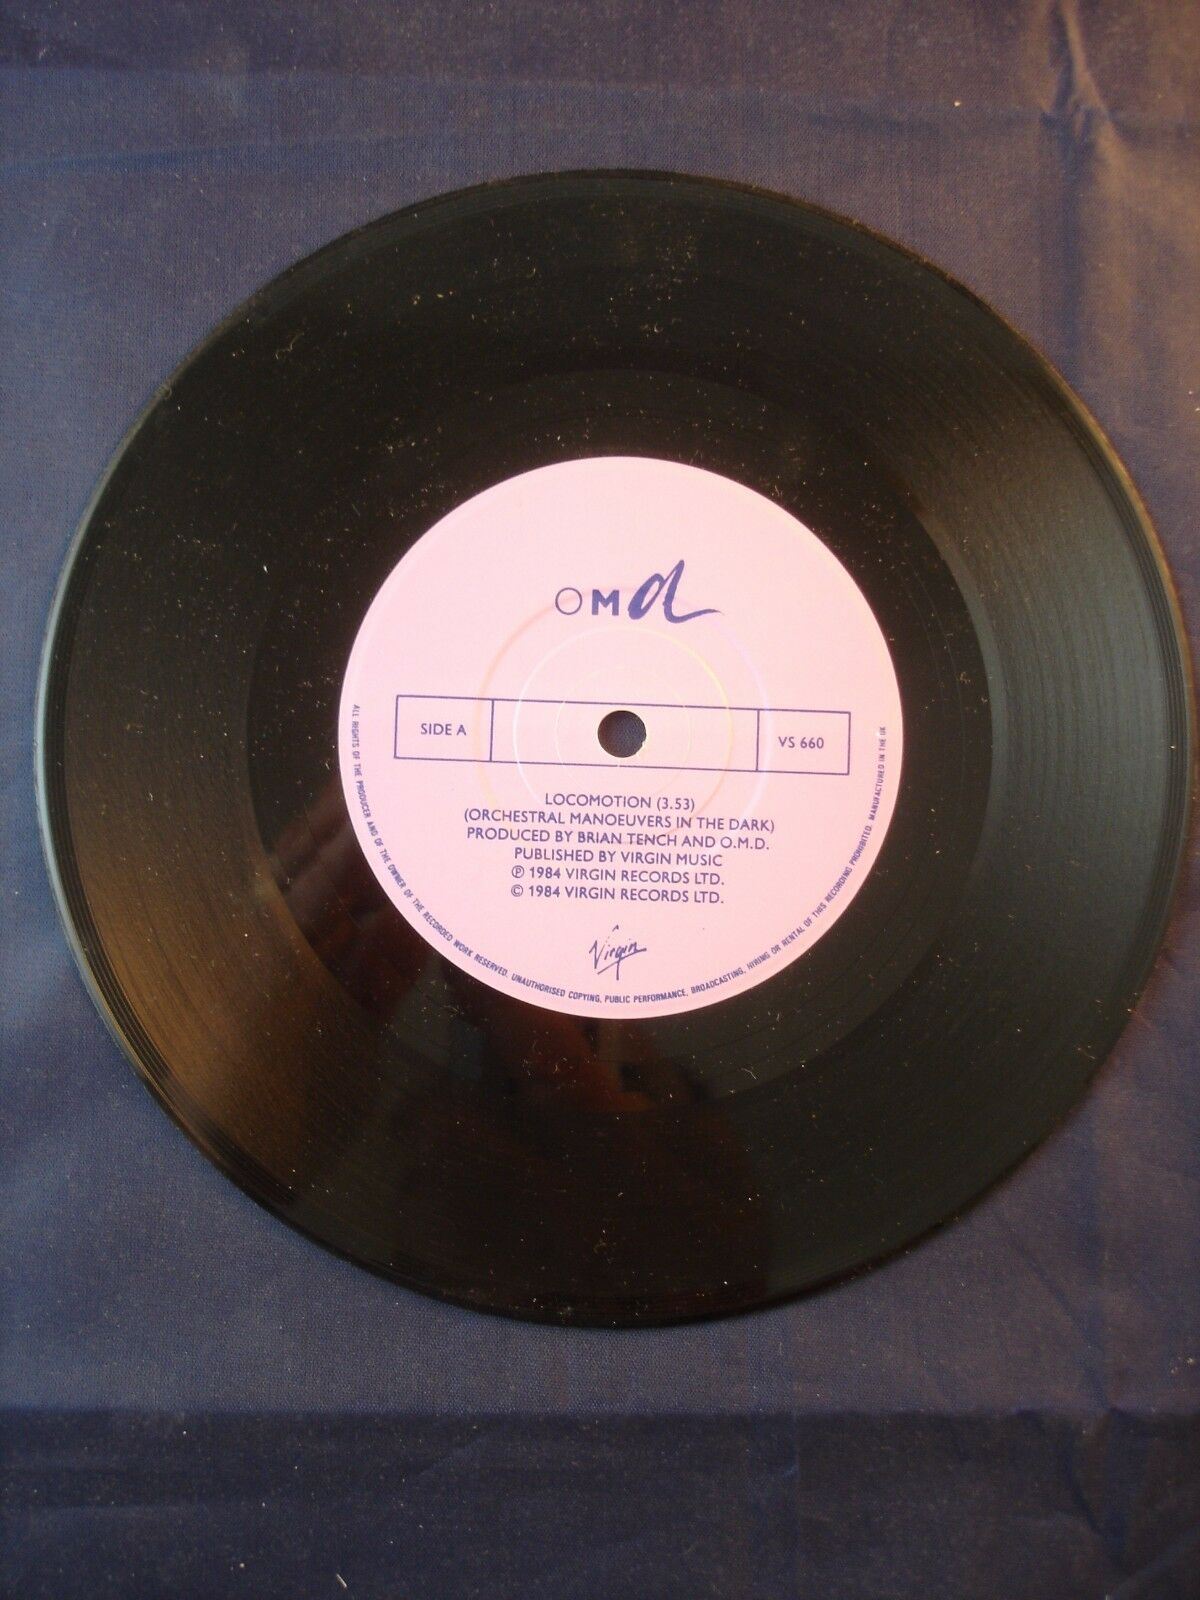 OMd
SIDE A
VS 660
LOCOMOTION (3.53)
(ORCHESTRAL MANOEUVERS IN THE DARK)
PRODUCED BY BRIAN TENCH AND O.M.D.
PUBLISHED BY VIRGIN MUSIC
℗ 1984 VIRGIN RECORDS LTD.
© 1984 VIRGIN RECORDS LTD.
Virgin
ALL RIGHTS OF THE PRODUCER AND OF THE OWNER OF THE RECORDED WORK RESERVED. UNAUTHORISED COPYING, PUBLIC PERFORMANCE, BROADCASTING, HIRING OR RENTAL OF THIS RECORDING PROHIBITED. MANUFACTURED IN THE UK